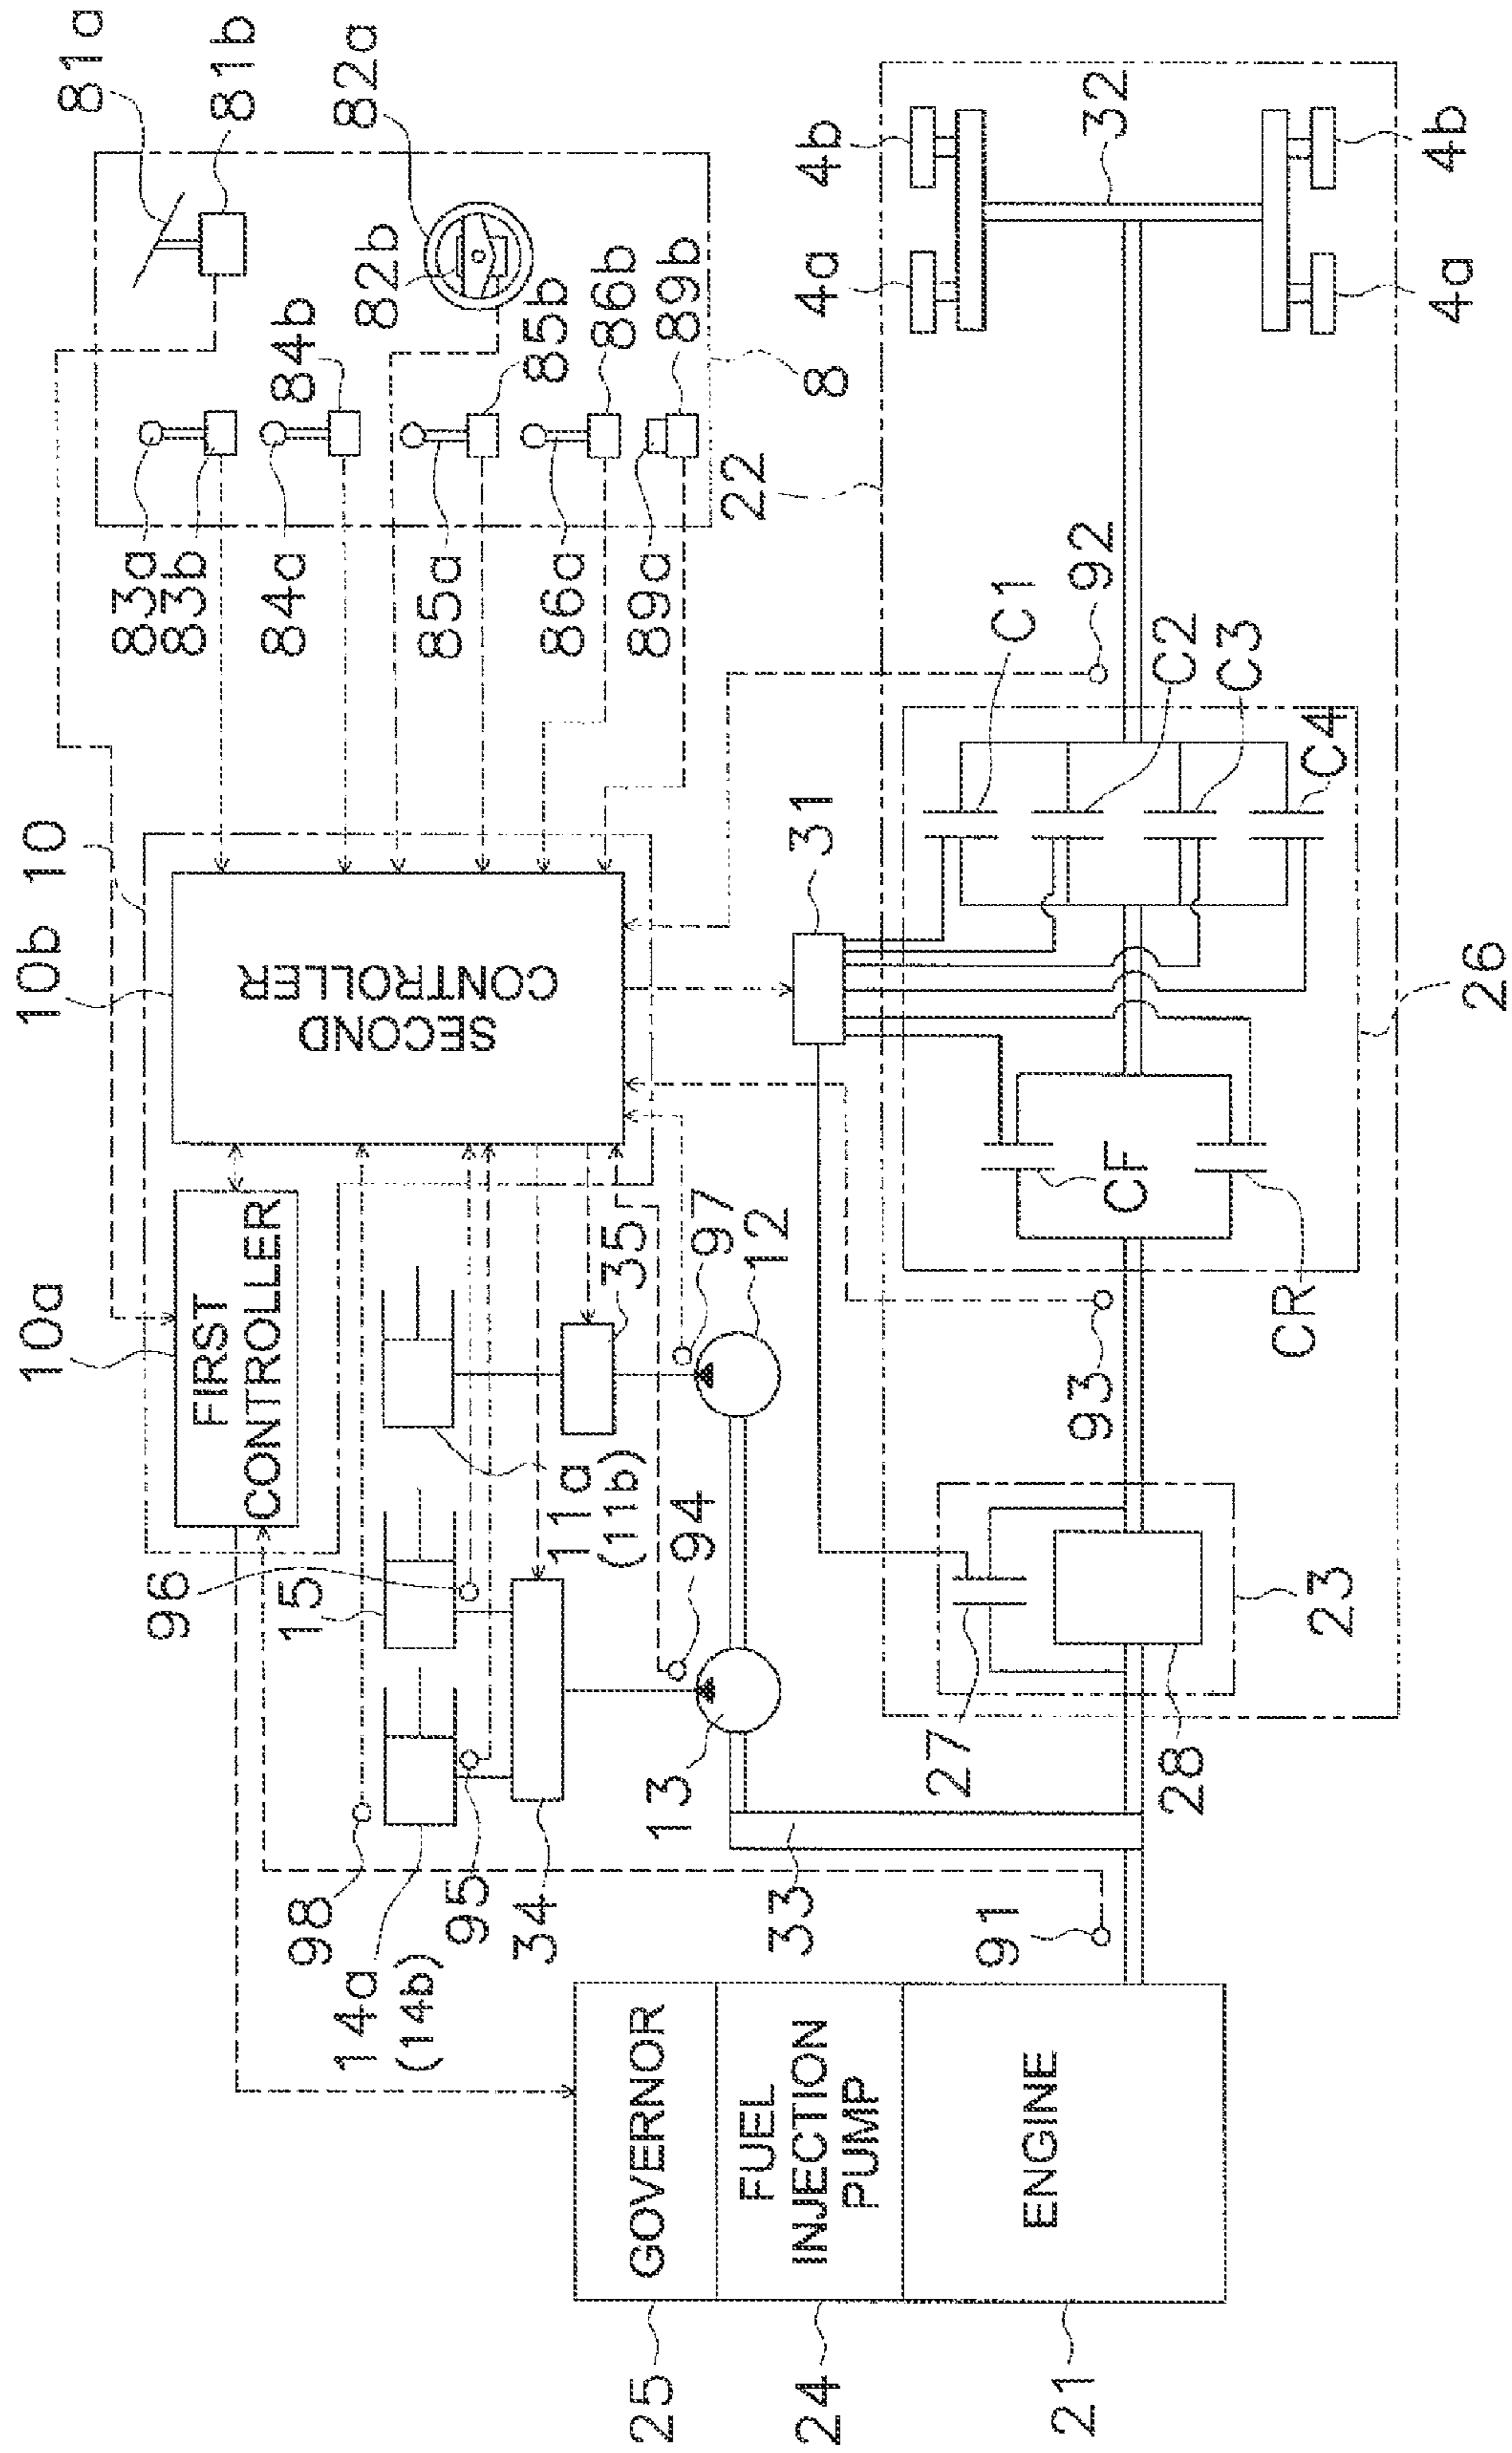 10a
10b
10
81a
81b
82a
82b
83a
83b
84a
84b
85a
85b
86a
86b
89a
89b
8
FIRST
CONTROLLER
SECOND
CONTROLLER
98
96
15
14a
(14b)
95
34
11a
(11b)
35
97
12
94
13
33
31
22
92
93
91
C1
C2
C3
C4
CF
CR
26
27
28
23
32
4a
4b
4a
4b
GOVERNOR
FUEL
INJECTION
PUMP
ENGINE
25
24
21